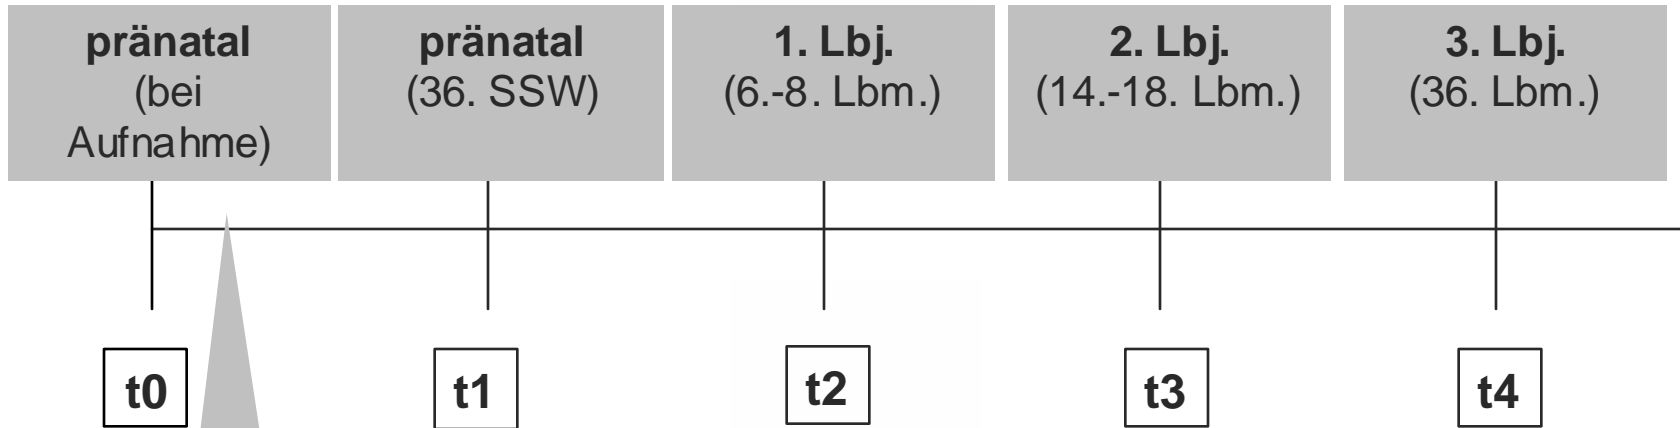 pränatal
(bei
Aufnahme)
pränatal
(36. SSW)
1. Lbj.
(6.-8. Lbm.)
2. Lbj.
(14.-18. Lbm.)
3. Lbj.
(36. Lbm.)
t0
t1
t2
t3
t4